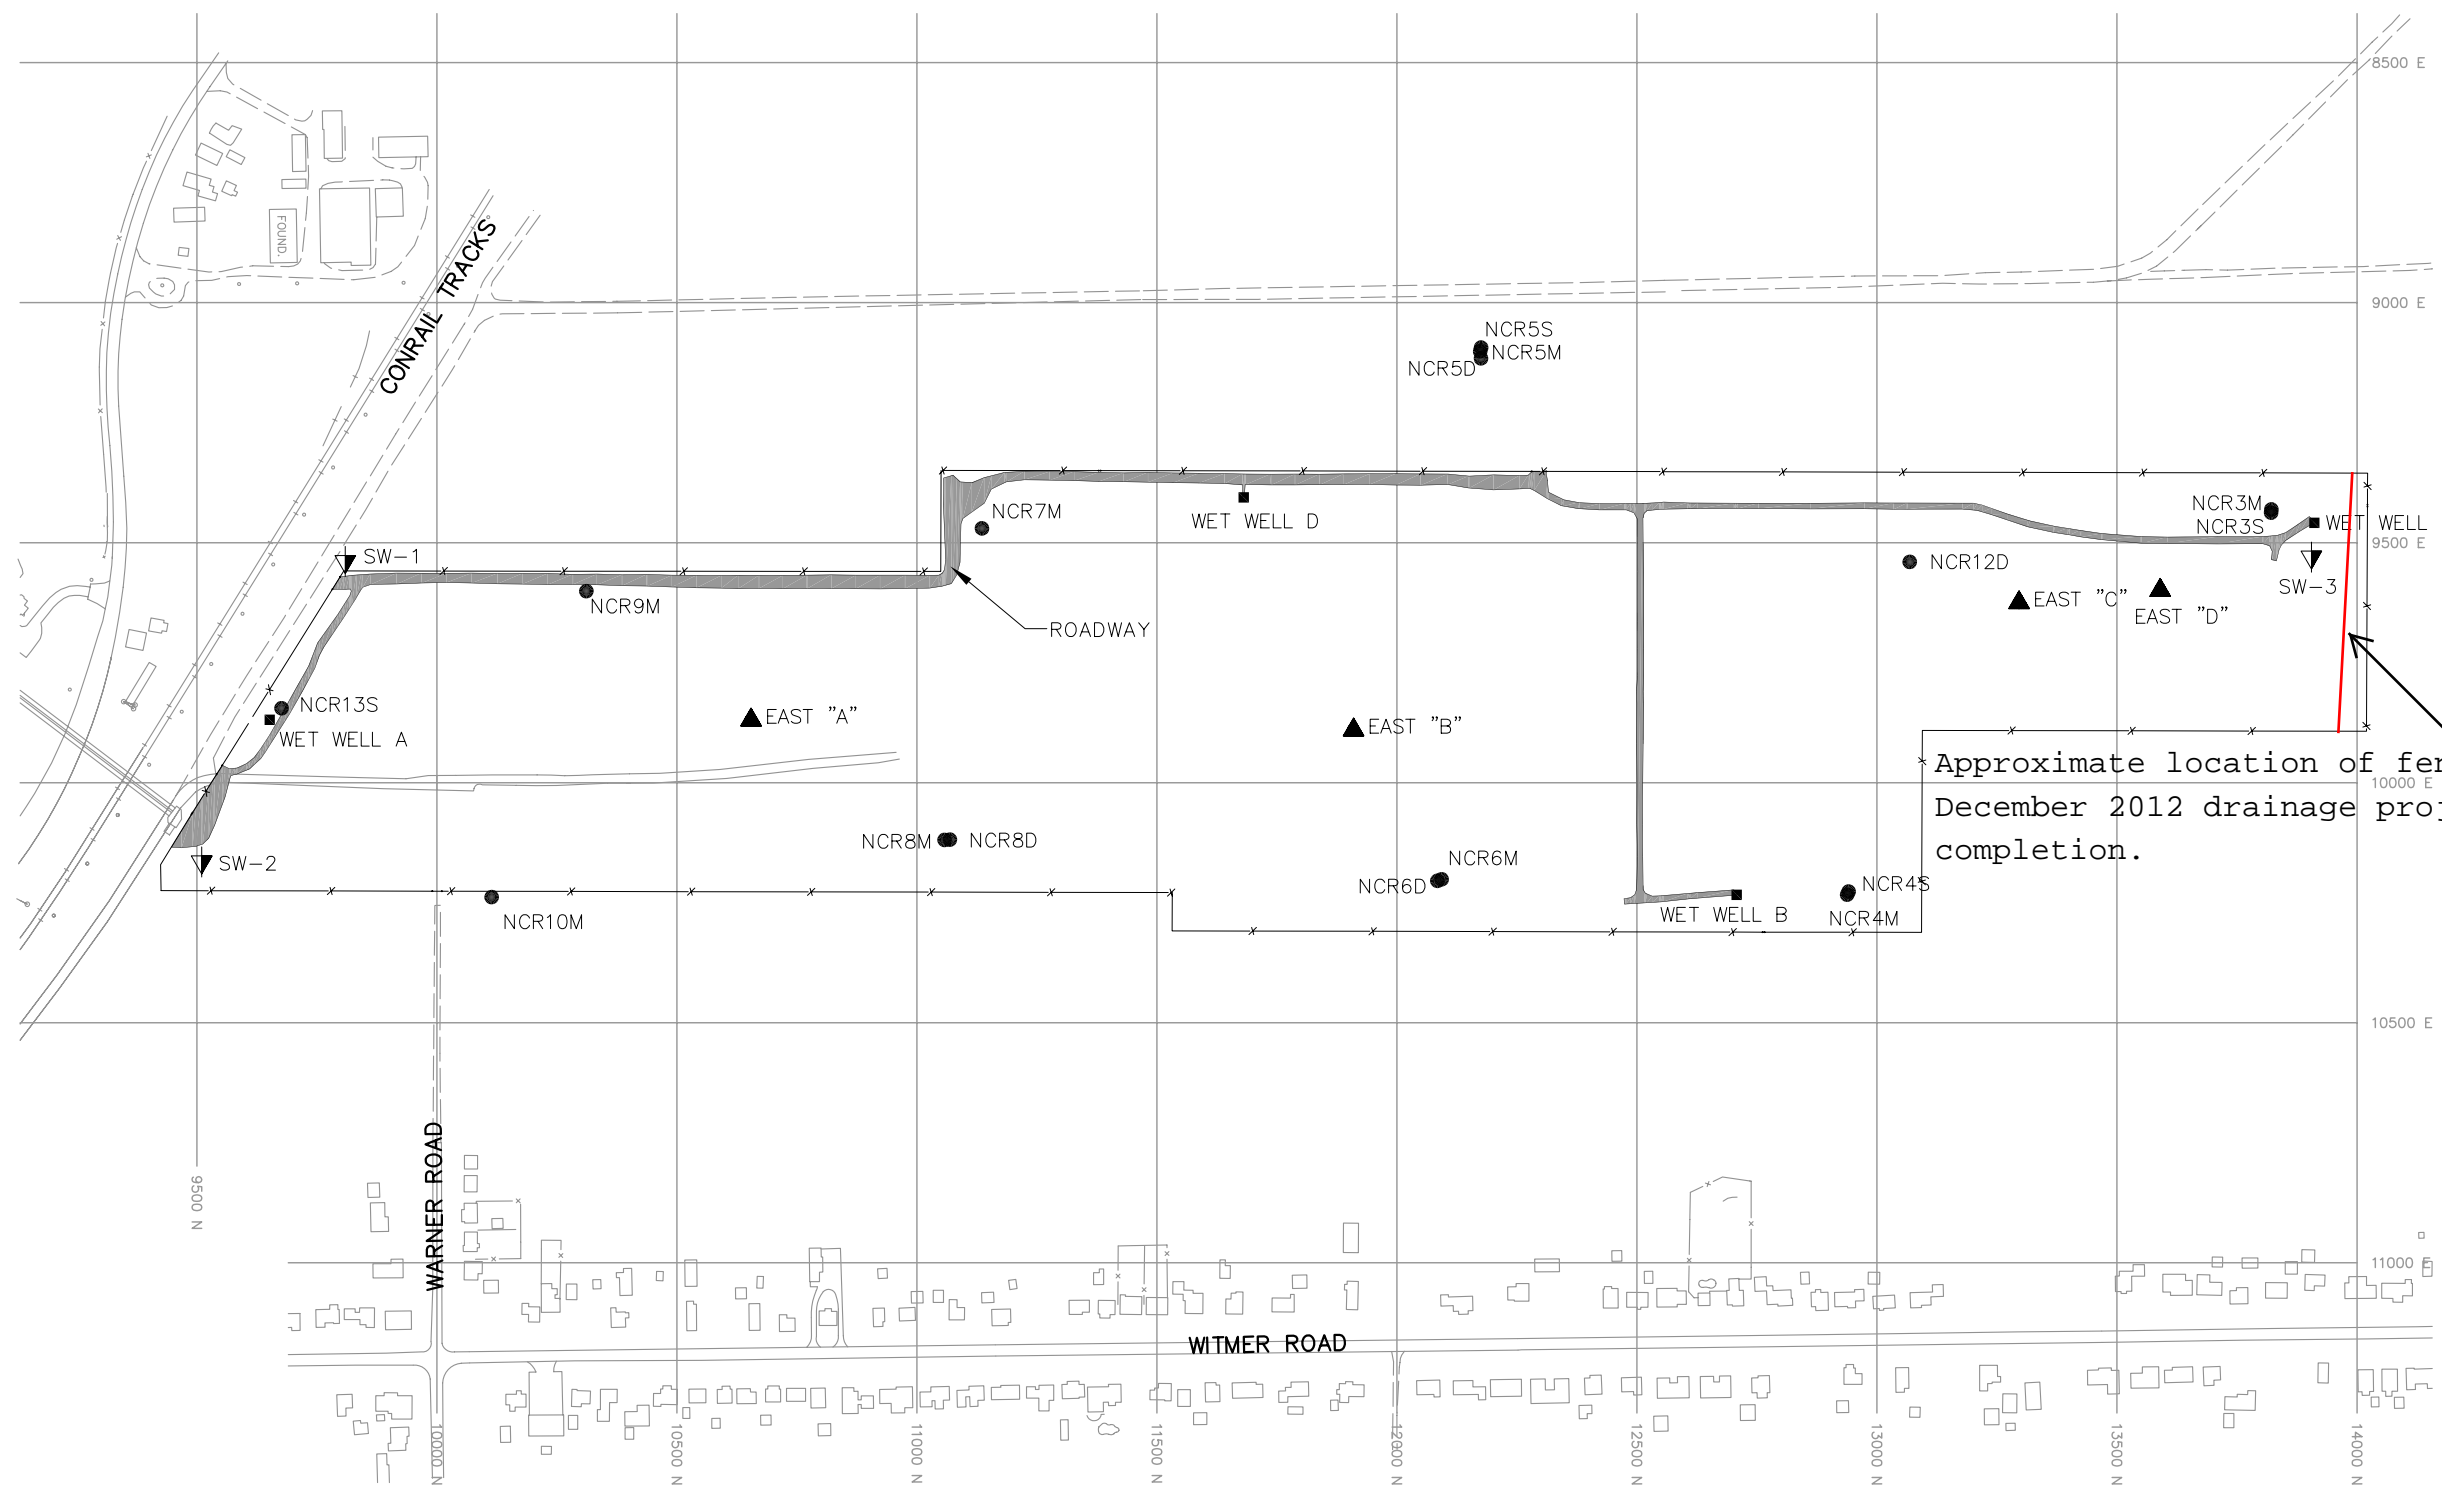 8500 E
FOUND.
CONRAIL TRACKS
9000 E
NCR5S
NCR5M
NCR5D
NCR7M
WET WELL D
NCR3M
NCR3S
WET WELL
9500 E
SW-1
NCR12D
SW-3
NCR9M
EAST "C"
EAST "D"
ROADWAY
NCR13S
EAST "A"
EAST "B"
WET WELL A
Approximate location of fen
10000 E
December 2012 drainage proj
completion.
NCR8M
NCR8D
SW-2
NCR6M
NCR6D
NCR4S
WET WELL B
NCR4M
NCR10M
10500 E
WARNER ROAD
9500 N
11000 E
WITMER ROAD
10000 N
10500 N
11000 N
11500 N
12000 N
12500 N
13000 N
13500 N
14000 N